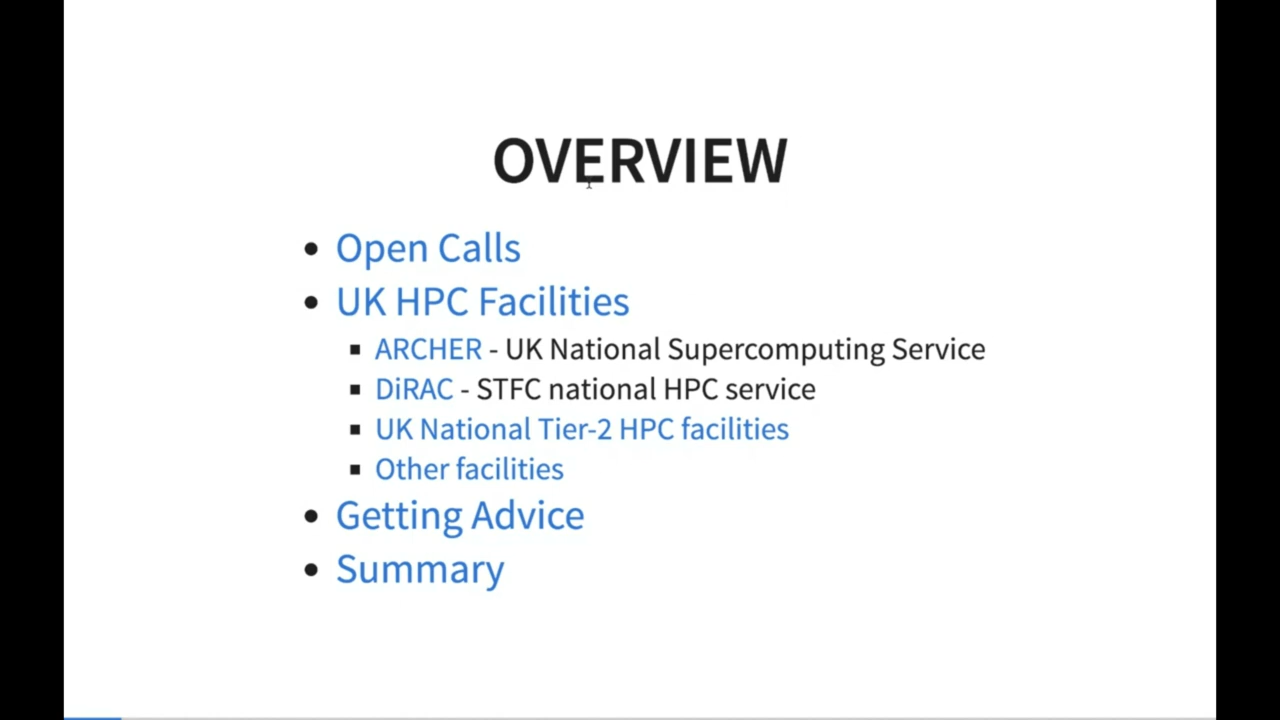 OVERVIEW
Open Calls
UK HPC Facilities
ARCHER - UK National Supercomputing Service
DiRAC - STFC national HPC service
UK National Tier-2 HPC facilities
Other facilities
Getting Advice
Summary